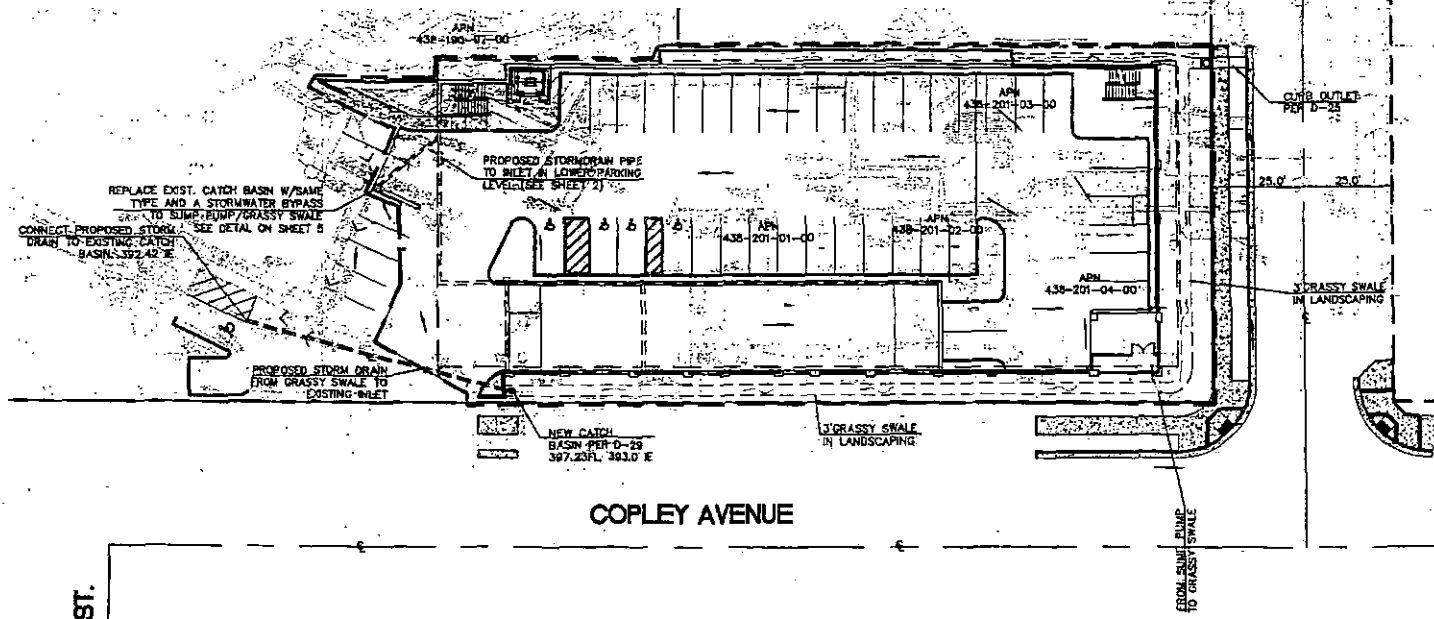 APN
438-190-07-00
CURB OUTLET
PER D-25
APN
438-201-03-00
PROPOSED STORMDRAIN PIPE
TO INLET IN LOWER PARKING
LEVEL (SEE SHEET 2)
25.0'
25.0'
REPLACE EXIST. CATCH BASIN W/SAME
TYPE AND A STORMWATER BYPASS
TO SUMP PUMP/GRASSY SWALE
SEE DETAL ON SHEET 5
CONNECT PROPOSED STORM
DRAIN TO EXISTING CATCH
BASIN. 392.42 IE
APN
438-201-01-00
APN
438-201-02-00
APN
438-201-04-00
3' GRASSY SWALE
IN LANDSCAPING
PROPOSED STORM DRAIN
FROM GRASSY SWALE TO
EXISTING INLET
NEW CATCH
BASIN PER D-29
397.23FL, 393.0 IE
3' GRASSY SWALE
IN LANDSCAPING
COPLEY AVENUE
FROM SUMP PUMP
TO GRASSY SWALE
ST.